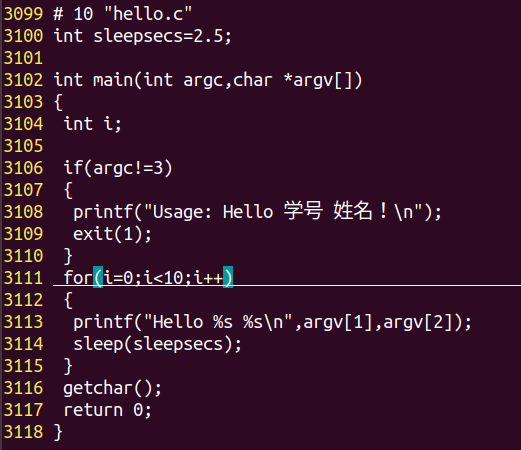 3099 # 10 "hello.c"
3100 int sleepsecs=2.5;
3101
3102 int main(int argc,char *argv[])
3103 {
3104  int i;
3105
3106  if(argc!=3)
3107  {
3108   printf("Usage: Hello 学号 姓名！\n");
3109   exit(1);
3110  }
3111  for(i=0;i<10;i++)
3112  {
3113   printf("Hello %s %s\n",argv[1],argv[2]);
3114   sleep(sleepsecs);
3115  }
3116  getchar();
3117  return 0;
3118 }